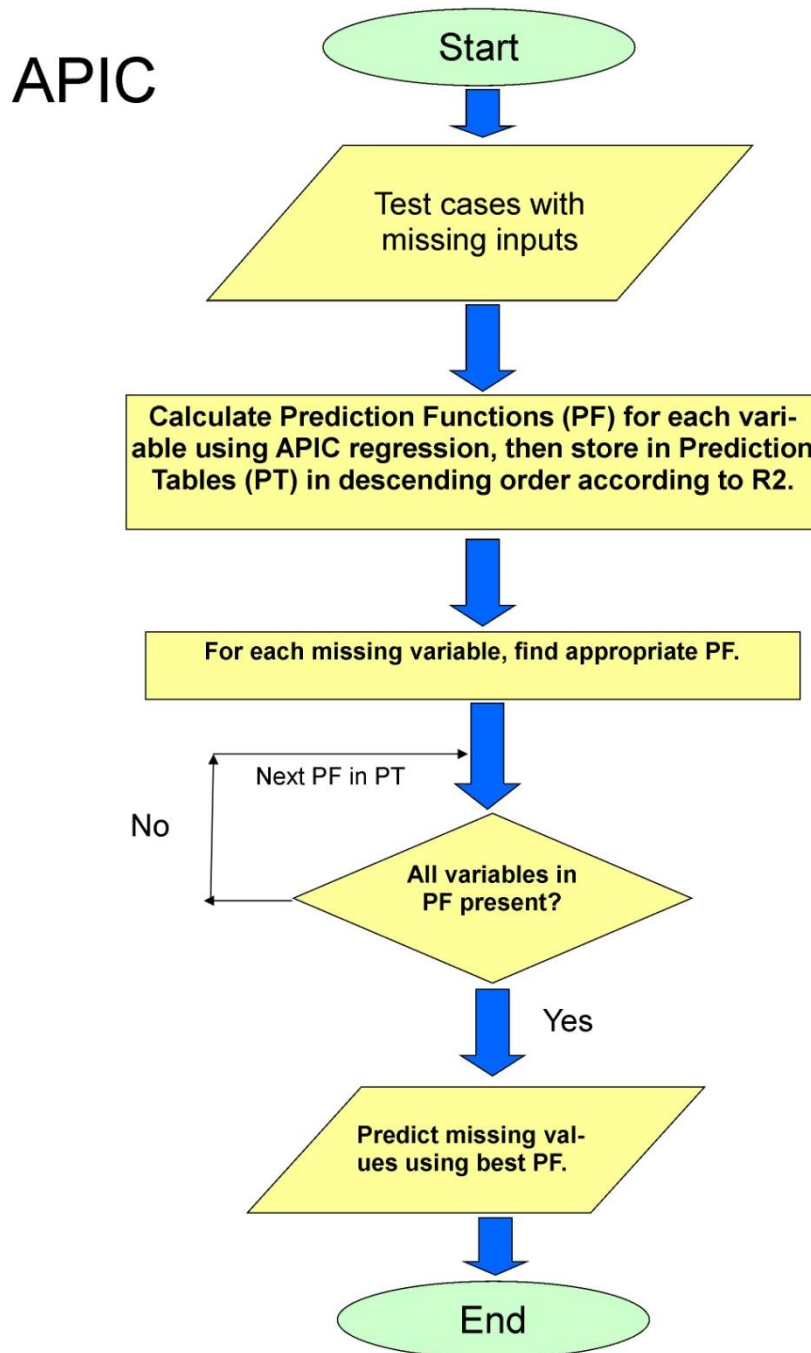 APIC
Start
Test cases with
missing inputs
Calculate Prediction Functions (PF) for each vari-
able using APIC regression, then store in Prediction
Tables (PT) in descending order according to R2.
For each missing variable, find appropriate PF.
Next PF in PT
No
All variables in
PF present?
Yes
Predict missing val-
ues using best PF.
End